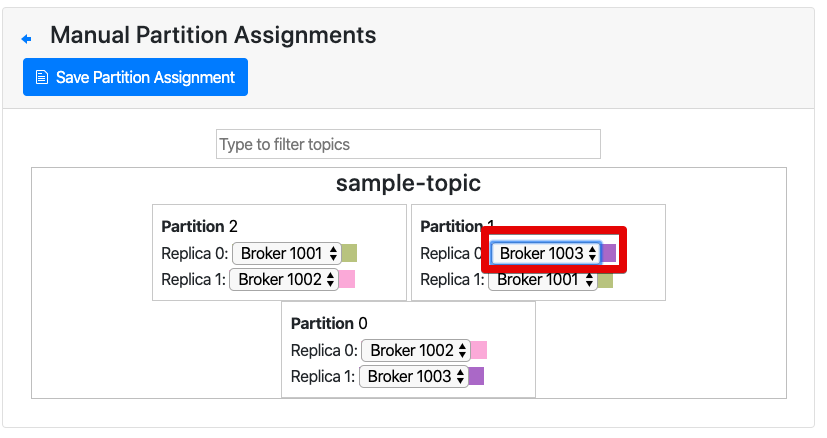 Manual Partition Assignments
Save Partition Assignment
Type to filter topics
sample-topic
Partition 2
Replica 0: Broker 1001
Replica 1: Broker 1002
Partition 1
Replica 0 Broker 1003
Replica 1: Broker 1001
Partition 0
Replica 0: Broker 1002
Replica 1: Broker 1003